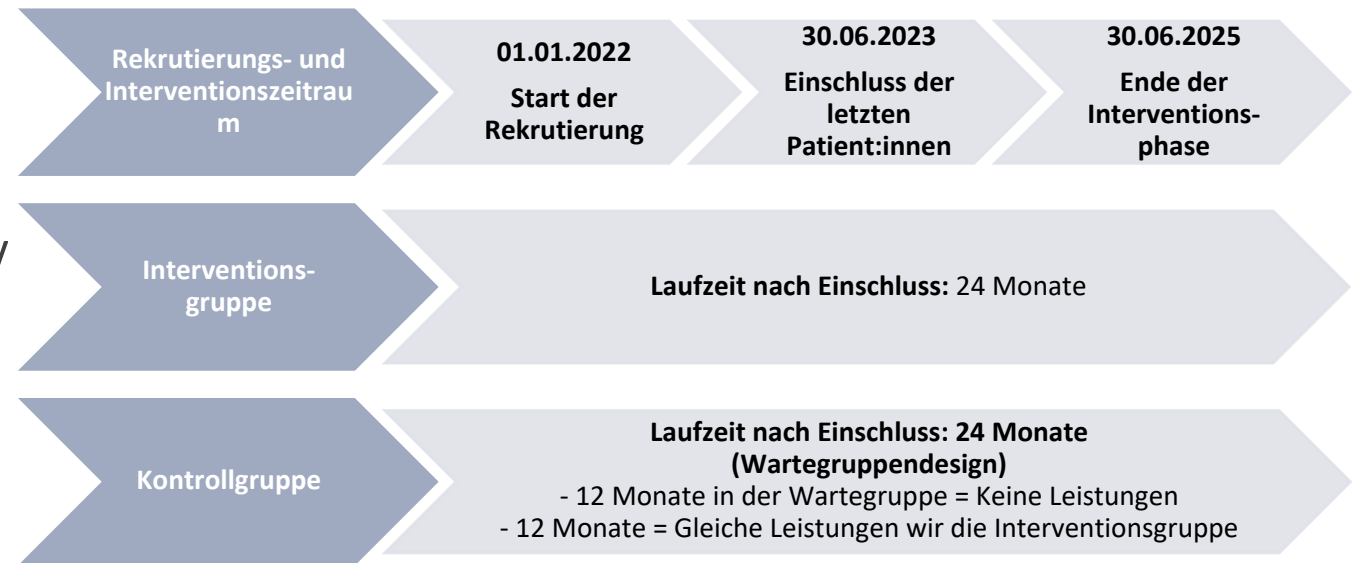 Rekrutierungs- und
Interventionszeitrau
m
01.01.2022
Start der
Rekrutierung
30.06.2023
Einschluss der
letzten
Patient:innen
30.06.2025
Ende der
Interventions-
phase
/
Interventions-
gruppe
Laufzeit nach Einschluss: 24 Monate
Kontrollgruppe
Laufzeit nach Einschluss: 24 Monate
(Wartegruppendesign)
- 12 Monate in der Wartegruppe = Keine Leistungen
- 12 Monate = Gleiche Leistungen wir die Interventionsgruppe